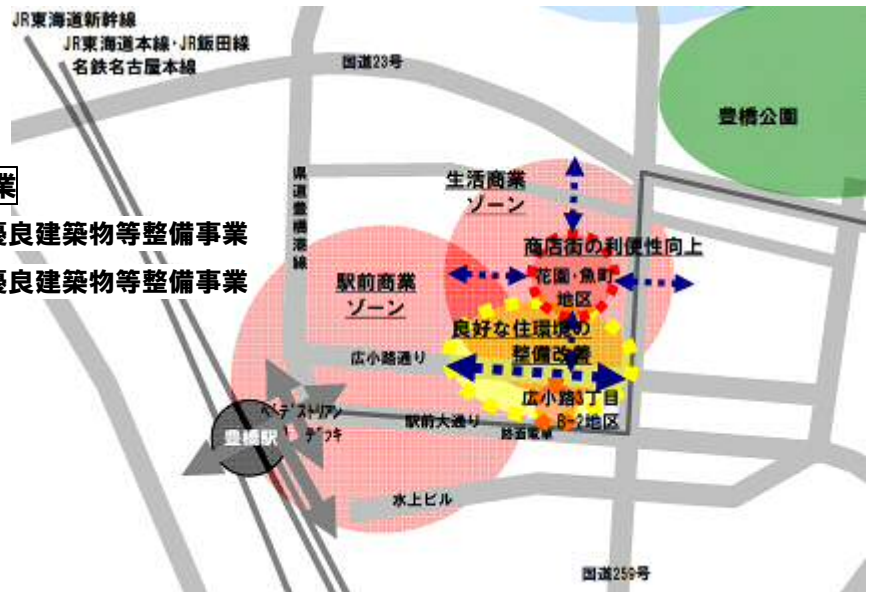 JR東海道新幹線
JR東海道本線・JR飯田線
名鉄名古屋本線
国道23号
豊橋公園
業
優良建築物等整備事業
優良建築物等整備事業
県道豊橋港線
生活商業
ゾーン
商店街の利便性向上
花園・魚町
地区
駅前商業
ゾーン
良好な住環境の
整備改善
広小路通り
広小路3丁目
B-2地区
ペデストリアン
デッキ
豊橋駅
駅前大通り
路面電車
水上ビル
国道259号